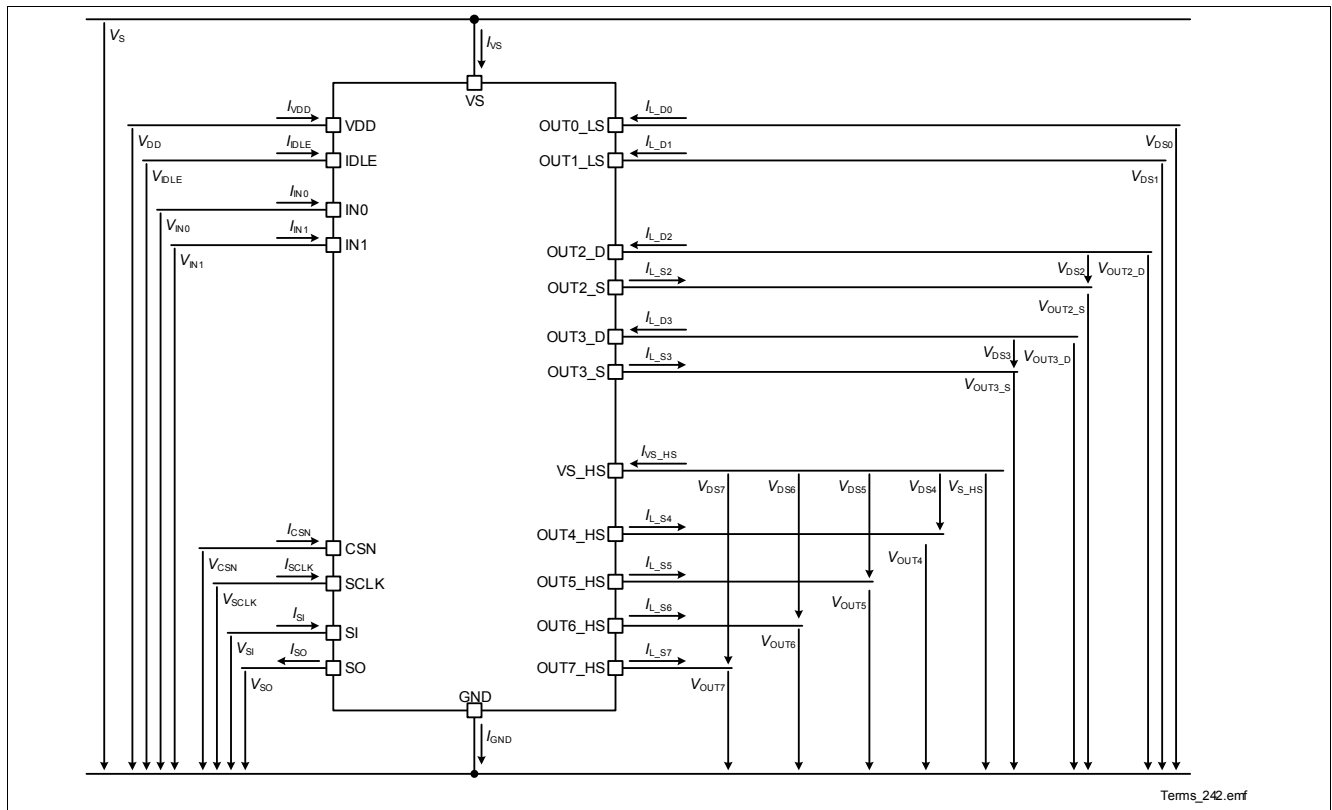 VS
IVS
VS
IVDD
VDD
VDD
IIDLE
IDLE
VIDLE
IIN0
IN0
VIN0
IIN1
IN1
VIN1
ICSN
CSN
VCSN
ISCLK
SCLK
VSCLK
ISI
SI
VSI
ISO
SO
VSO
GND
IGND
OUT0_LS
IL_D0
VDS0
OUT1_LS
IL_D1
VDS1
OUT2_D
IL_D2
VDS2
VOUT2_D
OUT2_S
IL_S2
VOUT2_S
OUT3_D
IL_D3
VDS3
VOUT3_D
OUT3_S
IL_S3
VOUT3_S
VS_HS
IVS_HS
VDS7
VDS6
VDS5
VDS4
VS_HS
OUT4_HS
IL_S4
VOUT4
OUT5_HS
IL_S5
VOUT5
OUT6_HS
IL_S6
VOUT6
OUT7_HS
IL_S7
VOUT7
Terms_242.emf